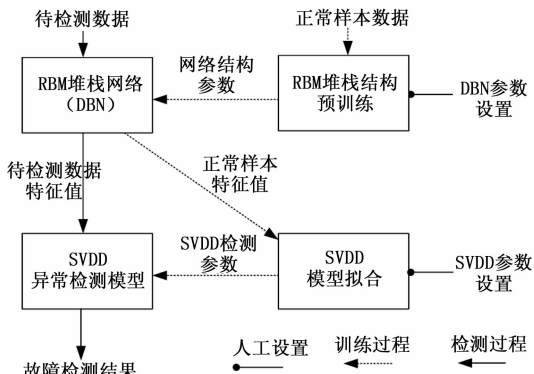 待检测数据
正常样本数据
RBM堆栈网络
（DBN）
网络结构
参数
RBM堆栈结构
预训练
DBN参数
设置
待检测数据
特征值
正常样本
特征值
SVDD
异常检测模型
SVDD检测
参数
SVDD
模型拟合
SVDD参数
设置
故障检测结果
人工设置
训练过程
检测过程